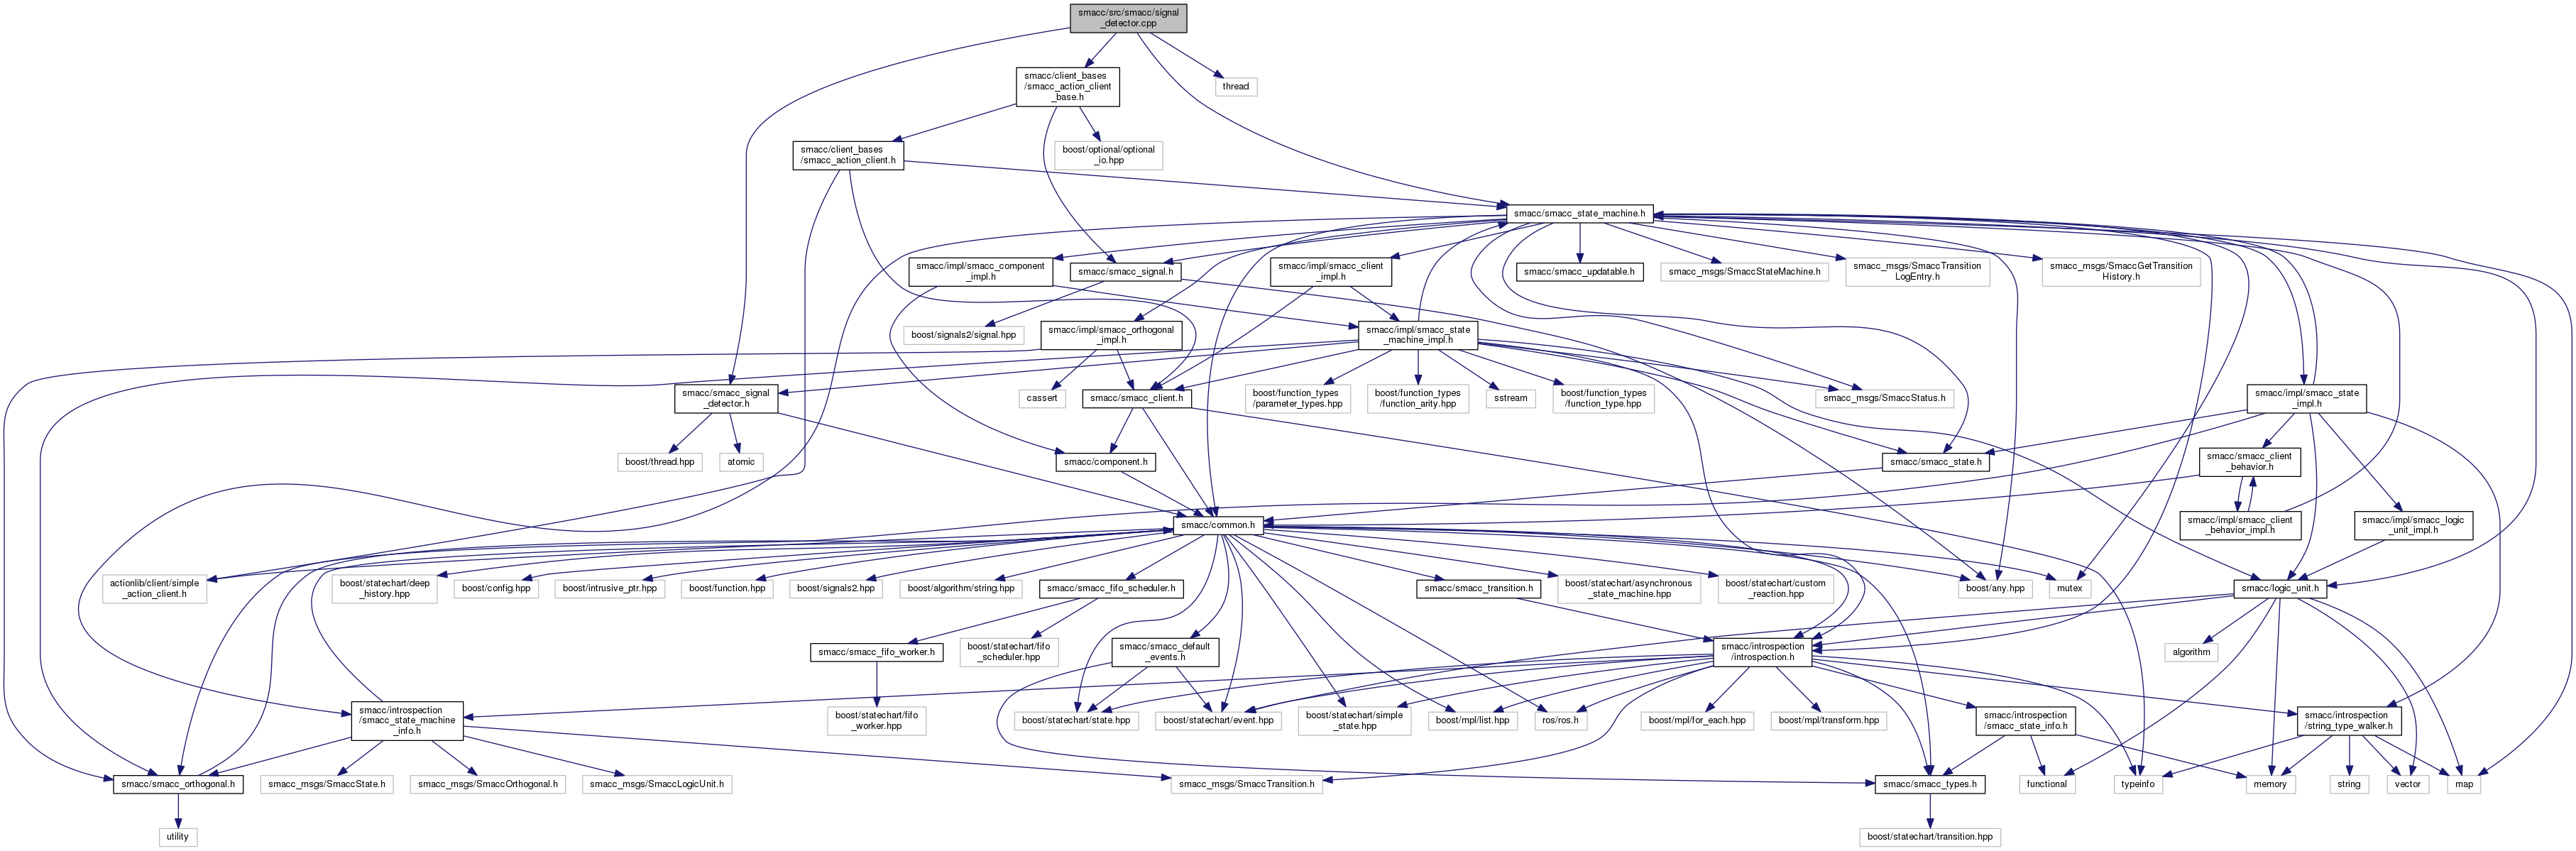 smacc/src/smacc/signal
_detector.cpp
smacc/client_bases
/smacc_action_client
_base.h
thread
smacc/client_bases
/smacc_action_client.h
boost/optional/optional
_io.hpp
smacc/smacc_state_machine.h
smacc/impl/smacc_component
_impl.h
smacc/smacc_signal.h
smacc/impl/smacc_client
_impl.h
smacc/smacc_updatable.h
smacc_msgs/SmaccStateMachine.h
smacc_msgs/SmaccTransition
LogEntry.h
smacc_msgs/SmaccGetTransition
History.h
boost/signals2/signal.hpp
smacc/impl/smacc_orthogonal
_impl.h
smacc/impl/smacc_state
_machine_impl.h
smacc/smacc_signal
_detector.h
cassert
smacc/smacc_client.h
boost/function_types
/parameter_types.hpp
boost/function_types
/function_arity.hpp
sstream
boost/function_types
/function_type.hpp
smacc_msgs/SmaccStatus.h
smacc/impl/smacc_state
_impl.h
boost/thread.hpp
atomic
smacc/component.h
smacc/smacc_state.h
smacc/smacc_client
_behavior.h
smacc/common.h
smacc/impl/smacc_client
_behavior_impl.h
smacc/impl/smacc_logic
_unit_impl.h
actionlib/client/simple
_action_client.h
boost/statechart/deep
_history.hpp
boost/config.hpp
boost/intrusive_ptr.hpp
boost/function.hpp
boost/signals2.hpp
boost/algorithm/string.hpp
smacc/smacc_fifo_scheduler.h
smacc/smacc_transition.h
boost/statechart/asynchronous
_state_machine.hpp
boost/statechart/custom
_reaction.hpp
boost/any.hpp
mutex
smacc/logic_unit.h
smacc/smacc_fifo_worker.h
boost/statechart/fifo
_scheduler.hpp
smacc/smacc_default
_events.h
smacc/introspection
/introspection.h
algorithm
smacc/introspection
/smacc_state_machine
_info.h
boost/statechart/fifo
_worker.hpp
boost/statechart/state.hpp
boost/statechart/event.hpp
boost/statechart/simple
_state.hpp
boost/mpl/list.hpp
ros/ros.h
boost/mpl/for_each.hpp
boost/mpl/transform.hpp
smacc/introspection
/smacc_state_info.h
smacc/introspection
/string_type_walker.h
smacc/smacc_orthogonal.h
smacc_msgs/SmaccState.h
smacc_msgs/SmaccOrthogonal.h
smacc_msgs/SmaccLogicUnit.h
smacc_msgs/SmaccTransition.h
smacc/smacc_types.h
functional
typeinfo
memory
string
vector
map
utility
boost/statechart/transition.hpp